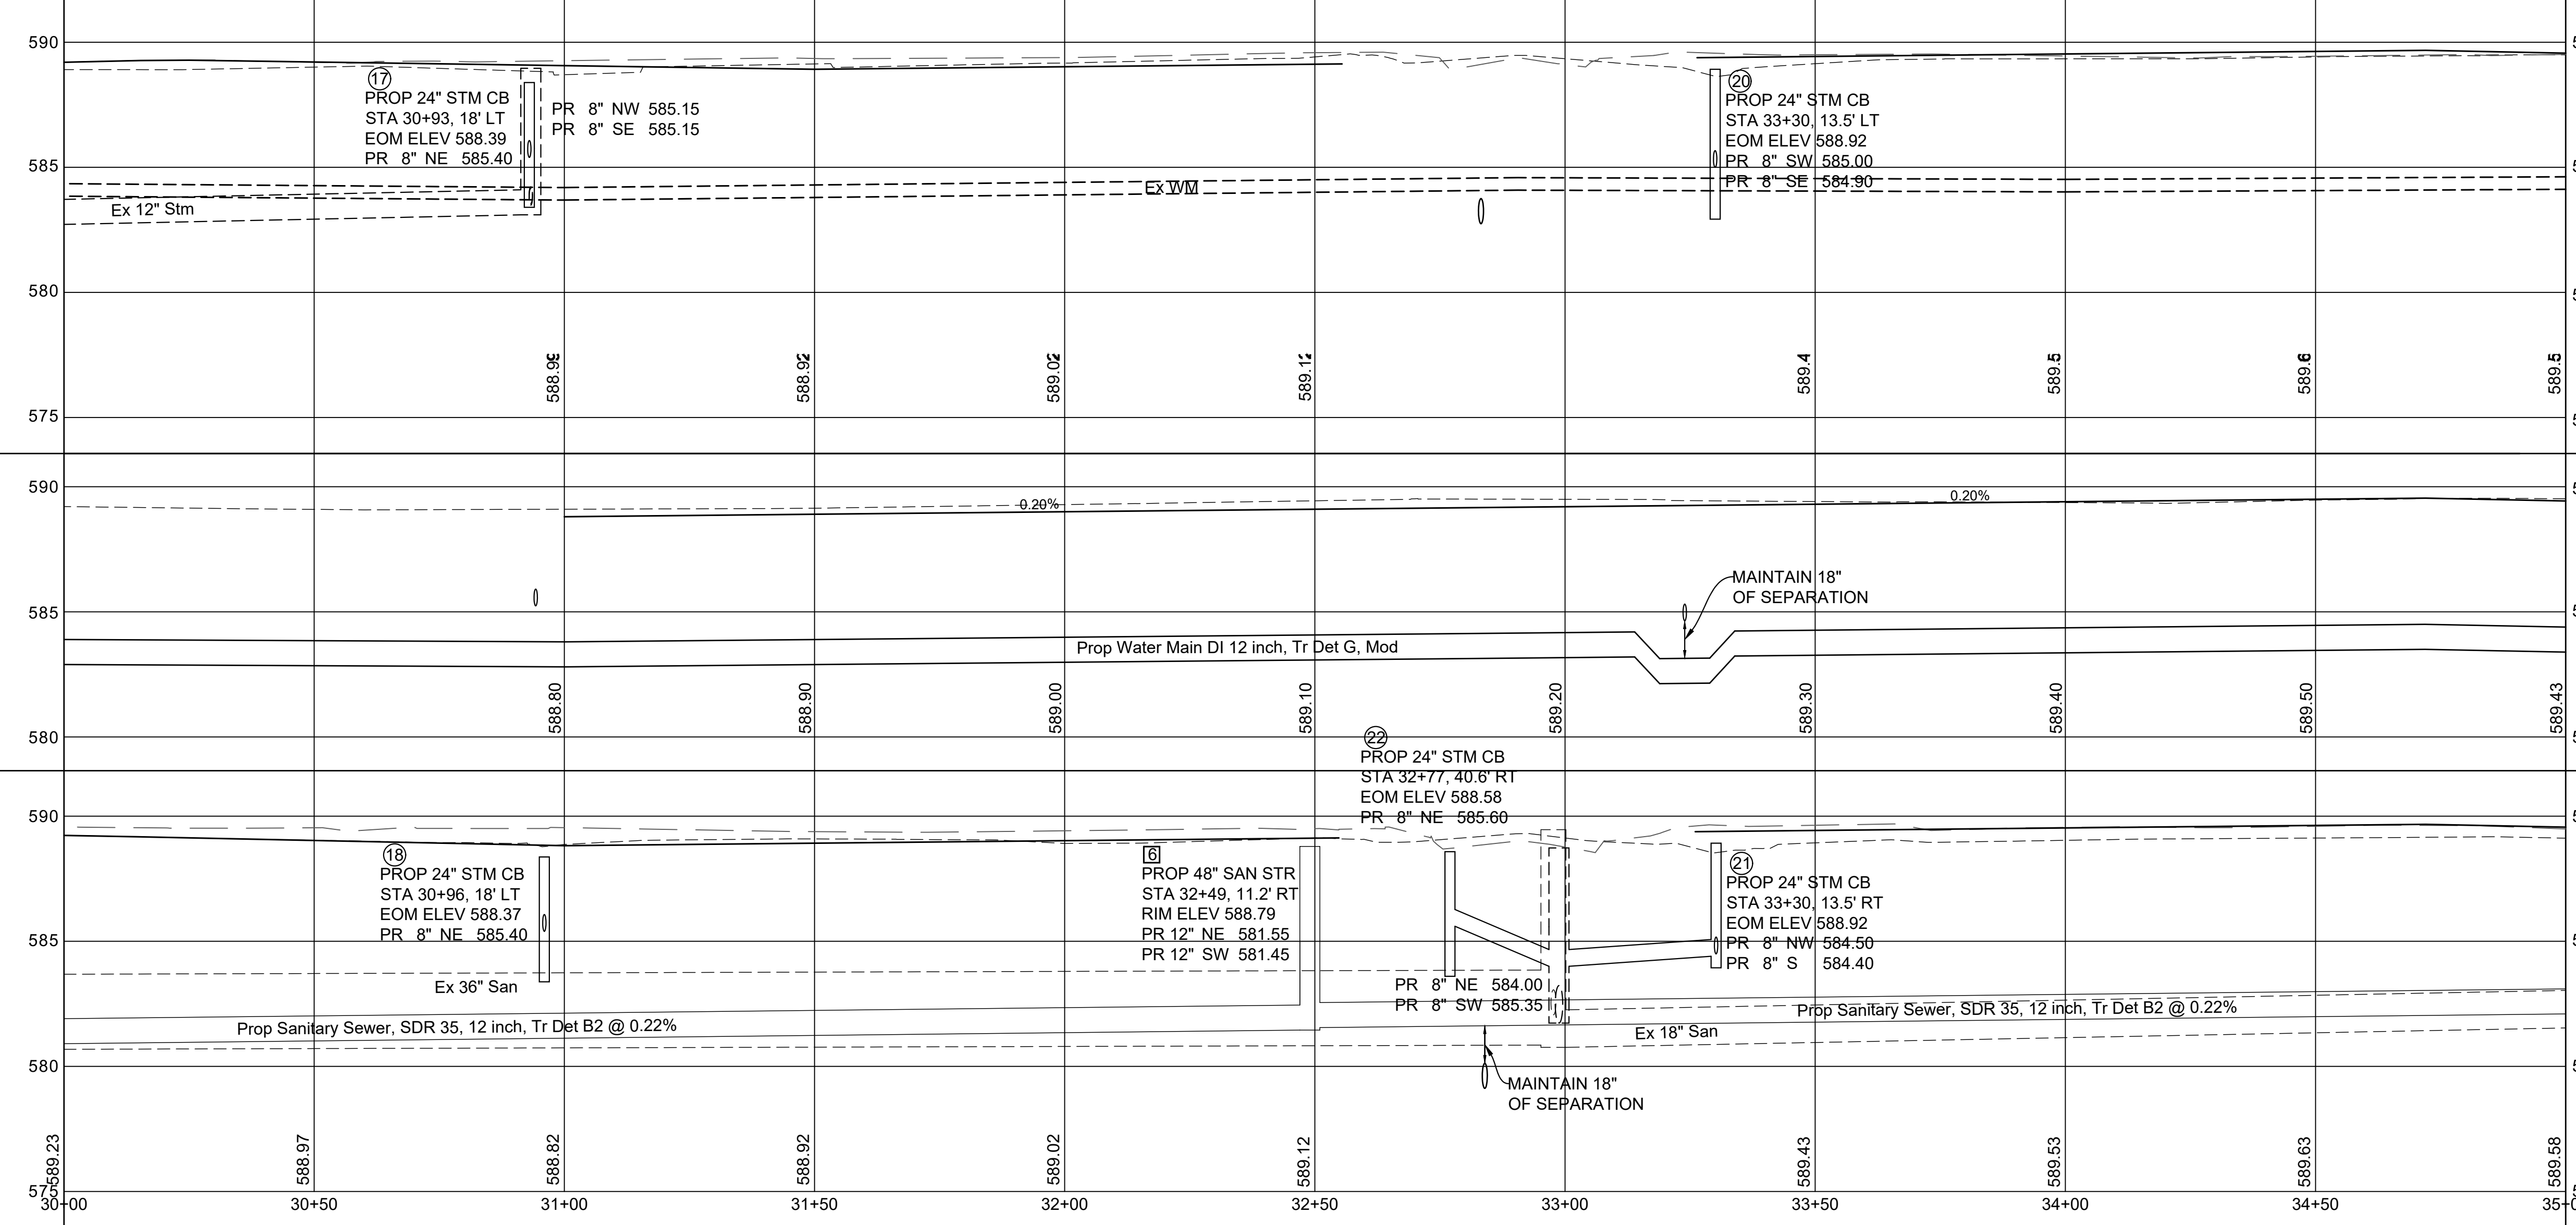 590
17
PROP 24" STM CB
STA 30+93, 18' LT
EOM ELEV 588.39
PR 8" NE 585.40
PR 8" NW 585.15
PR 8" SE 585.15
20
PROP 24" STM CB
STA 33+30, 13.5' LT
EOM ELEV 588.92
PR 8" SW 585.00
PR 8" SE 584.90
585
Ex WM
Ex 12" Stm
580
588.92
589.02
589.12
589.4
589.5
589.6
589.5
575
590
0.20%
0.20%
MAINTAIN 18"
OF SEPARATION
585
Prop Water Main DI 12 inch, Tr Det G, Mod
588.80
588.90
589.00
589.10
589.20
589.30
589.40
589.50
589.43
580
22
PROP 24" STM CB
STA 32+77, 40.6' RT
EOM ELEV 588.58
PR 8" NE 585.60
590
18
PROP 24" STM CB
STA 30+96, 18' LT
EOM ELEV 588.37
PR 8" NE 585.40
6
PROP 48" SAN STR
STA 32+49, 11.2' RT
RIM ELEV 588.79
PR 12" NE 581.55
PR 12" SW 581.45
21
PROP 24" STM CB
STA 33+30, 13.5' RT
EOM ELEV 588.92
PR 8" NW 584.50
PR 8" S 584.40
585
PR 8" NE 584.00
PR 8" SW 585.35
Ex 36" San
Prop Sanitary Sewer, SDR 35, 12 inch, Tr Det B2 @ 0.22%
Prop Sanitary Sewer, SDR 35, 12 inch, Tr Det B2 @ 0.22%
Ex 18" San
580
MAINTAIN 18"
OF SEPARATION
589.23
588.97
588.82
588.92
589.02
589.12
589.43
589.53
589.63
589.58
575
30+00
30+50
31+00
31+50
32+00
32+50
33+00
33+50
34+00
34+50